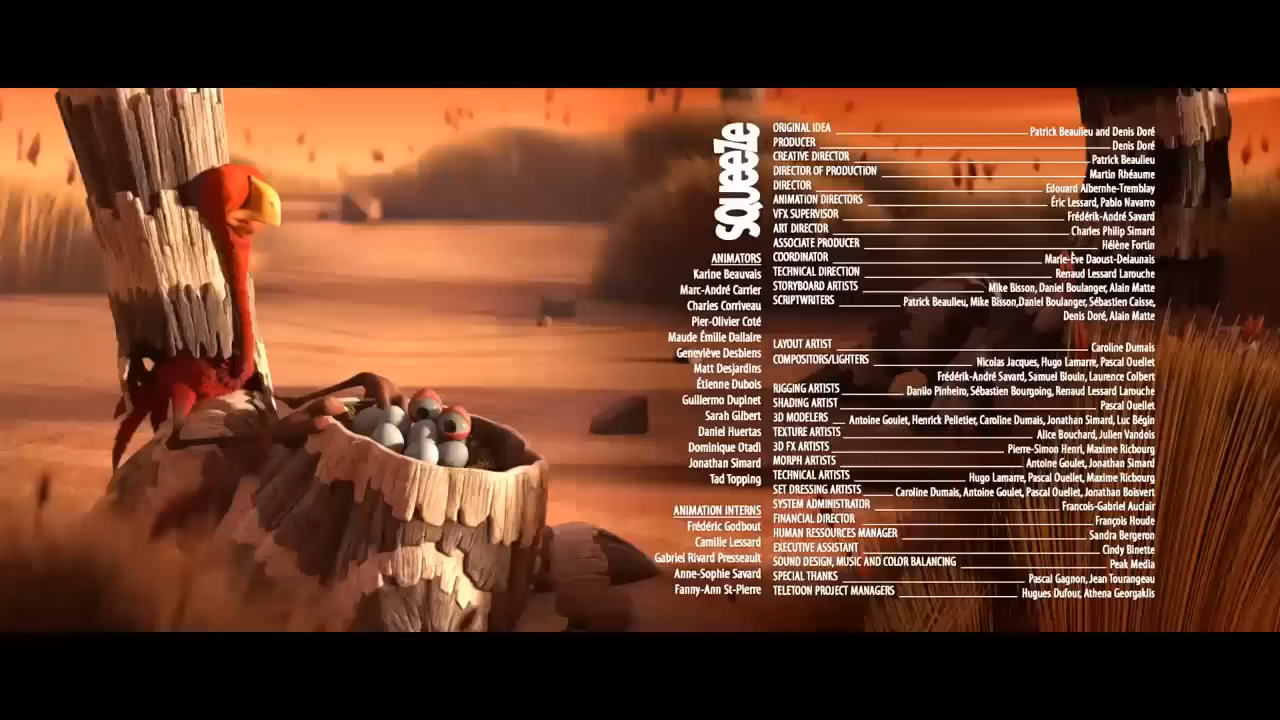 squeeze
ANIMATORS
Karine Beauvais
Marc-André Carrier
Charles Corriveau
Pier-Olivier Coté
Maude Émilie Dallaire
Geneviève Desbiens
Matt Desjardins
Étienne Dubois
Guillermo Dupinet
Sarah Gilbert
Daniel Huertas
Dominique Otadi
Jonathan Simard
Tad Topping
ANIMATION INTERNS
Frédéric Godbout
Camille Lessard
Gabriel Rivard Presseault
Anne-Sophie Savard
Fanny-Ann St-Pierre
ORIGINAL IDEA Patrick Beaulieu and Denis Doré
PRODUCER Denis Doré
CREATIVE DIRECTOR Patrick Beaulieu
DIRECTOR OF PRODUCTION Martin Rhéaume
DIRECTOR Edouard Albernhe-Tremblay
ANIMATION DIRECTORS Éric Lessard, Pablo Navarro
VFX SUPERVISOR Frédérik-André Savard
ART DIRECTOR Charles Philip Simard
ASSOCIATE PRODUCER Hélène Fortin
COORDINATOR Marie-Ève Daoust-Delaunais
TECHNICAL DIRECTION Renaud Lessard Larouche
STORYBOARD ARTISTS Mike Bisson, Daniel Boulanger, Alain Matte
SCRIPTWRITERS Patrick Beaulieu, Mike Bisson,Daniel Boulanger, Sébastien Caisse,
Denis Doré, Alain Matte
LAYOUT ARTIST Caroline Dumais
COMPOSITORS/LIGHTERS Nicolas Jacques, Hugo Lamarre, Pascal Ouellet
Frédérik-André Savard, Samuel Blouin, Laurence Colbert
RIGGING ARTISTS Danilo Pinheiro, Sébastien Bourgoing, Renaud Lessard Larouche
SHADING ARTIST Pascal Ouellet
3D MODELERS Antoine Goulet, Henrick Pelletier, Caroline Dumais, Jonathan Simard, Luc Bégin
TEXTURE ARTISTS Alice Bouchard, Julien Vandois
3D FX ARTISTS Pierre-Simon Henri, Maxime Ricbourg
MORPH ARTISTS Antoine Goulet, Jonathan Simard
TECHNICAL ARTISTS Hugo Lamarre, Pascal Ouellet, Maxime Ricbourg
SET DRESSING ARTISTS Caroline Dumais, Antoine Goulet, Pascal Ouellet, Jonathan Boisvert
SYSTEM ADMINISTRATOR Francois-Gabriel Auclair
FINANCIAL DIRECTOR François Houde
HUMAN RESSOURCES MANAGER Sandra Bergeron
EXECUTIVE ASSISTANT Cindy Binette
SOUND DESIGN, MUSIC AND COLOR BALANCING Peak Media
SPECIAL THANKS Pascal Gagnon, Jean Tourangeau
TELETOON PROJECT MANAGERS Hugues Dufour, Athena Georgaklis